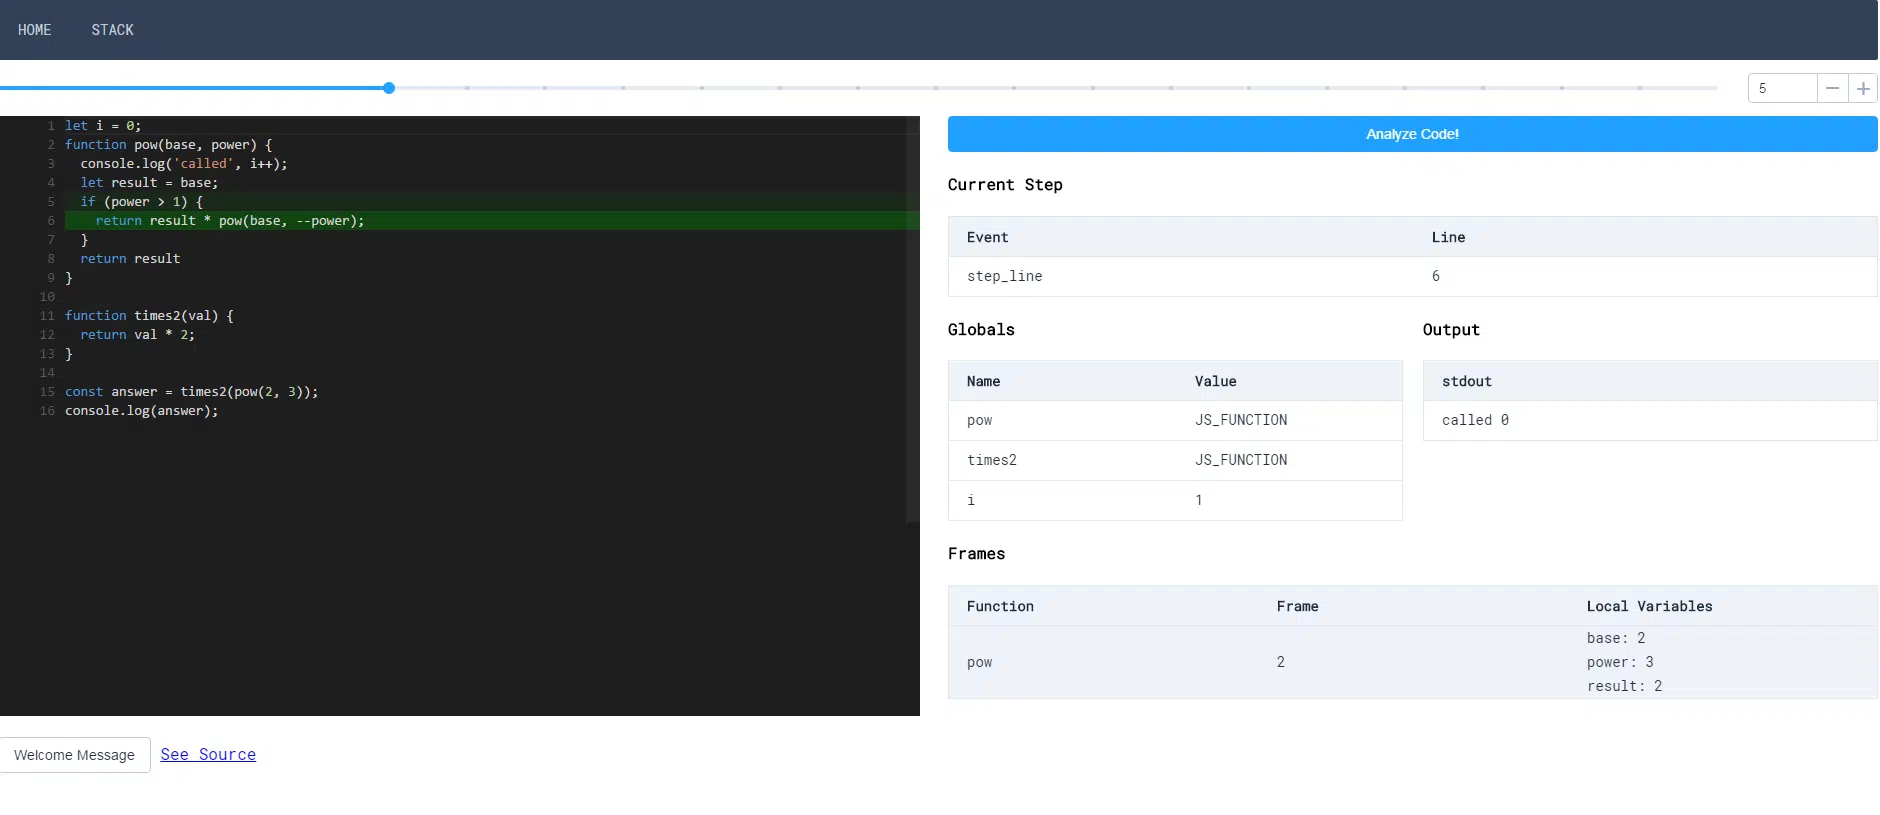 HOME STACK
5
1 let i = 0;
2 function pow(base, power) {
3 console.log('called', i++);
4 let result = base;
5 if (power > 1) {
6 return result * pow(base, --power);
7 }
8 return result
9 }
10
11 function times2(val) {
12 return val * 2;
13 }
14
15 const answer = times2(pow(2, 3));
16 console.log(answer);
Analyze Code!
Current Step
Event Line
step_line 6
Globals
Name Value
pow JS_FUNCTION
times2 JS_FUNCTION
i 1
Output
stdout
called 0
Frames
Function Frame Local Variables
base: 2
pow 2 power: 3
result: 2
Welcome Message See Source